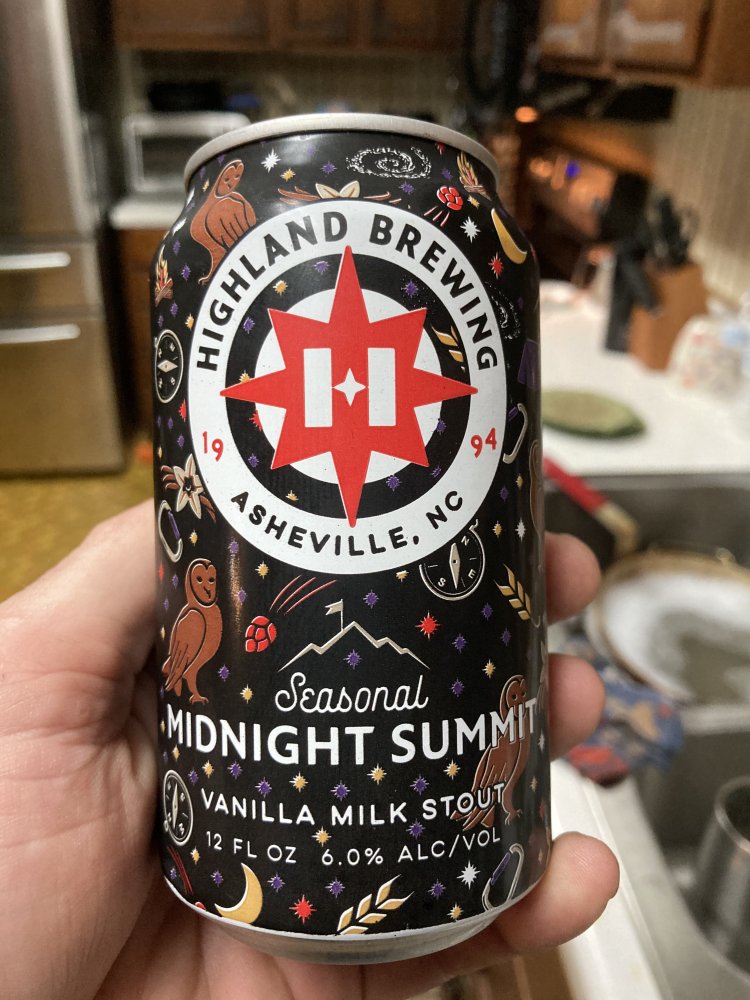 HIGHLAND BREWING
H
19 94
ASHEVILLE, NC
Seasonal
MIDNIGHT SUMMIT
VANILLA MILK STOUT
12 FL OZ 6.0% ALC/VOL